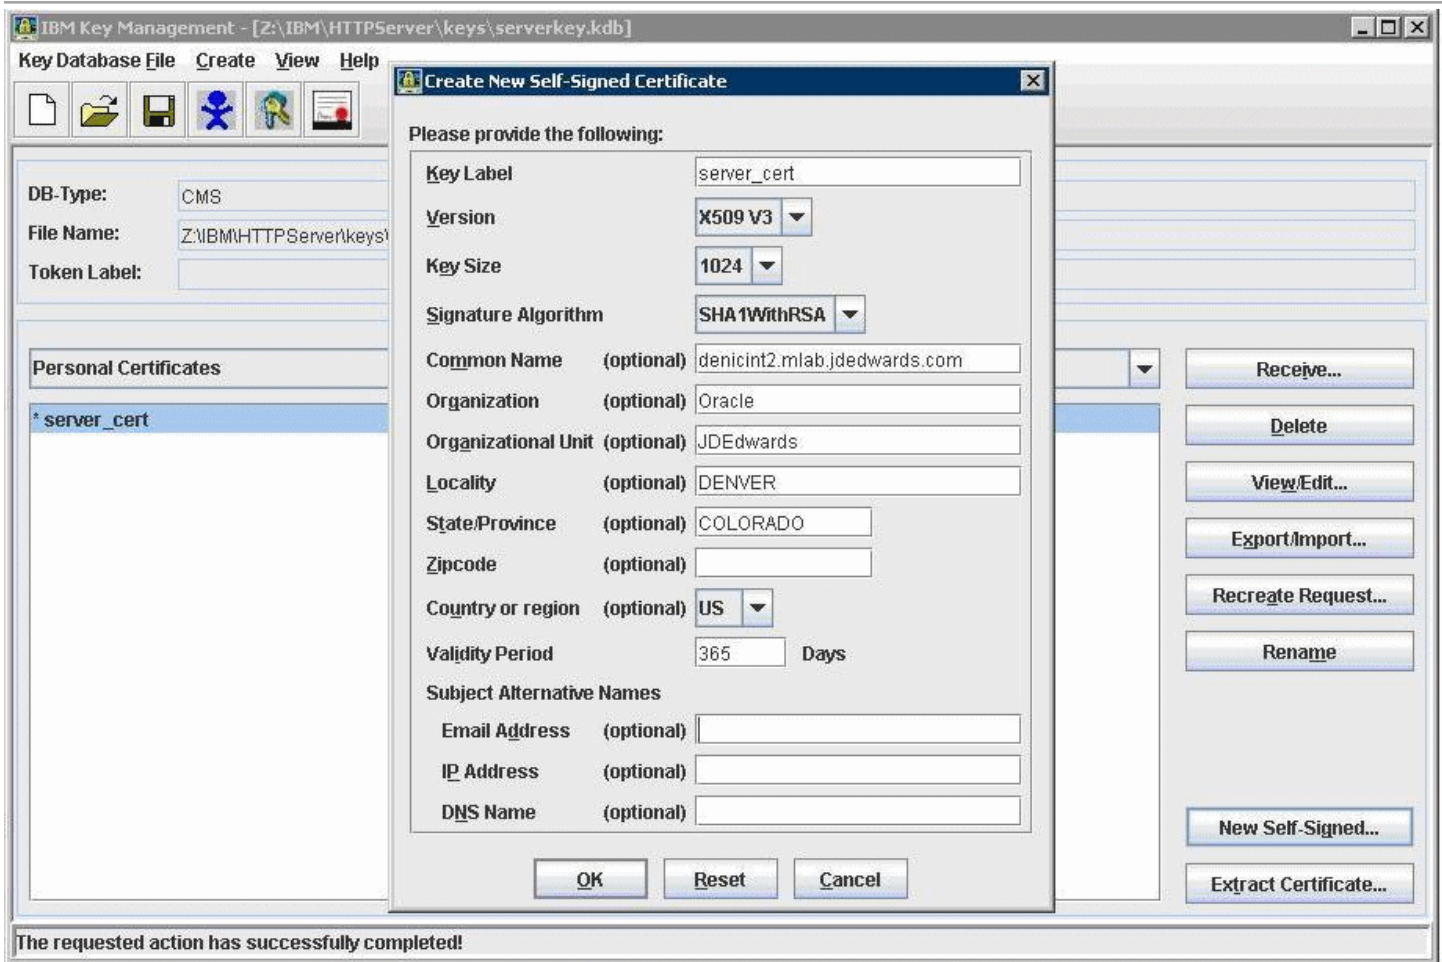 IBM Key Management - [Z:\IBM\HTTPServer\keys\serverkey.kdb]
Key Database File Create View Help
Create New Self-Signed Certificate
Please provide the following:
Key Label server_cert
Version X509 V3
Key Size 1024
Signature Algorithm SHA1WithRSA
Common Name (optional) denicint2.mlab.jdedwards.com
Organization (optional) Oracle
Organizational Unit (optional) JDEdwards
Locality (optional) DENVER
State/Province (optional) COLORADO
Zipcode (optional)
Country or region (optional) US
Validity Period 365 Days
Subject Alternative Names
Email Address (optional)
IP Address (optional)
DNS Name (optional)
OK Reset Cancel
DB-Type: CMS
File Name: Z:\IBM\HTTPServer\keys\
Token Label:
Personal Certificates
* server_cert
Receive...
Delete
View/Edit...
Export/Import...
Recreate Request...
Rename
New Self-Signed...
Extract Certificate...
The requested action has successfully completed!